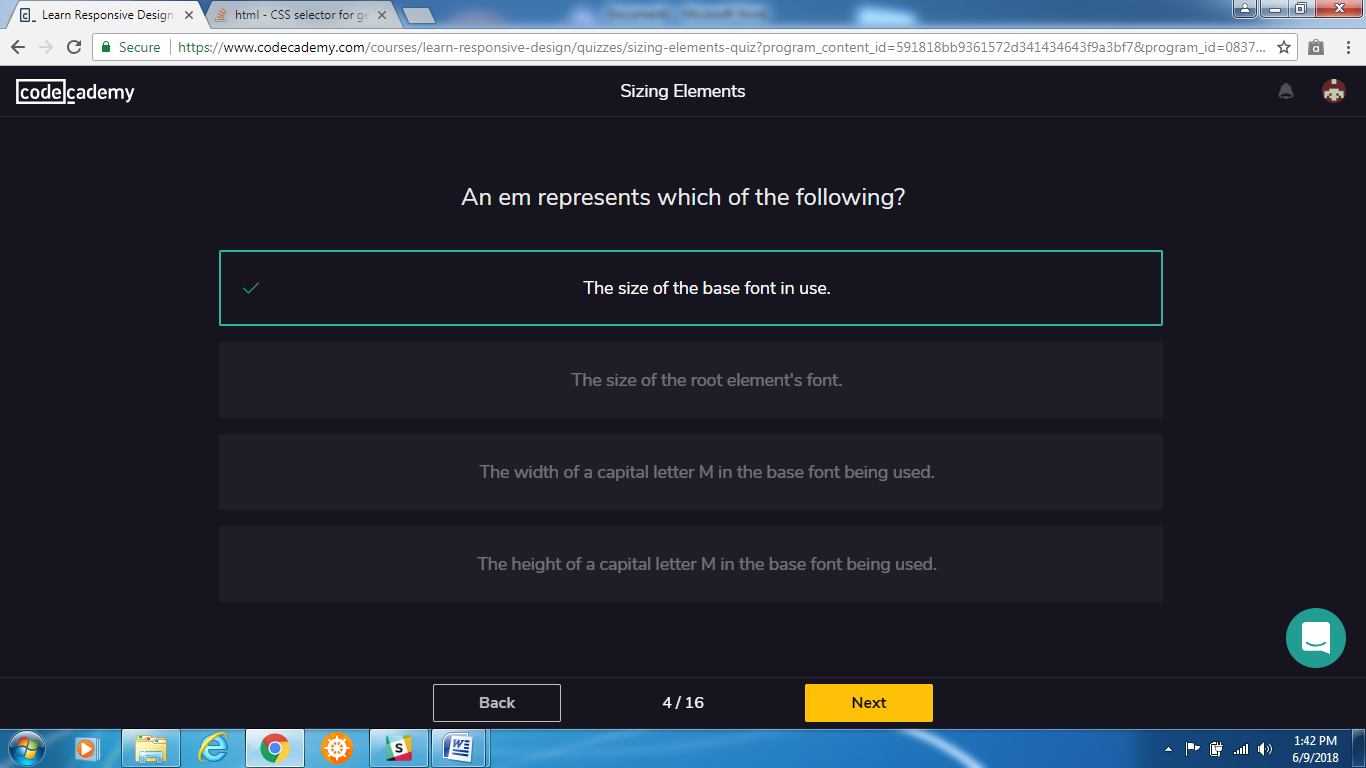 Learn Responsive Design
html - CSS selector for ge
Secure
https://www.codecademy.com/courses/learn-responsive-design/quizzes/sizing-elements-quiz?program_content_id=591818bb9361572d341434643f9a3bf7&program_id=0837...
codecademy
Sizing Elements
An em represents which of the following?
The size of the base font in use.
The size of the root element's font.
The width of a capital letter M in the base font being used.
The height of a capital letter M in the base font being used.
Back
4 / 16
Next
1:42 PM
6/9/2018